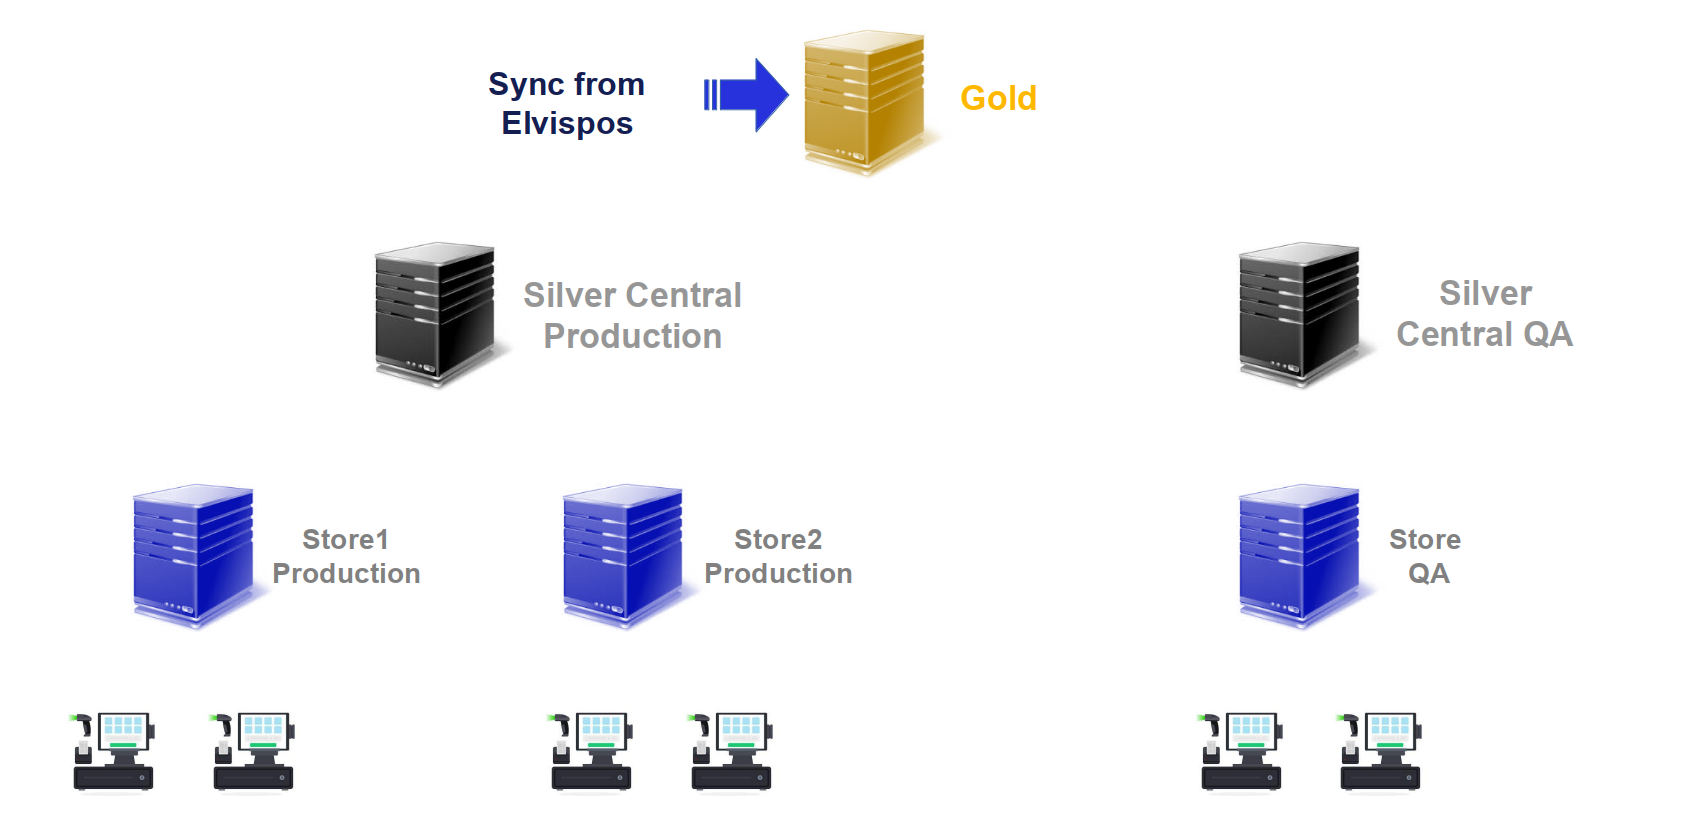 Sync from
Elvispos
Gold
Silver Central
Production
Silver
Central QA
Store1
Production
Store2
Production
Store
QA